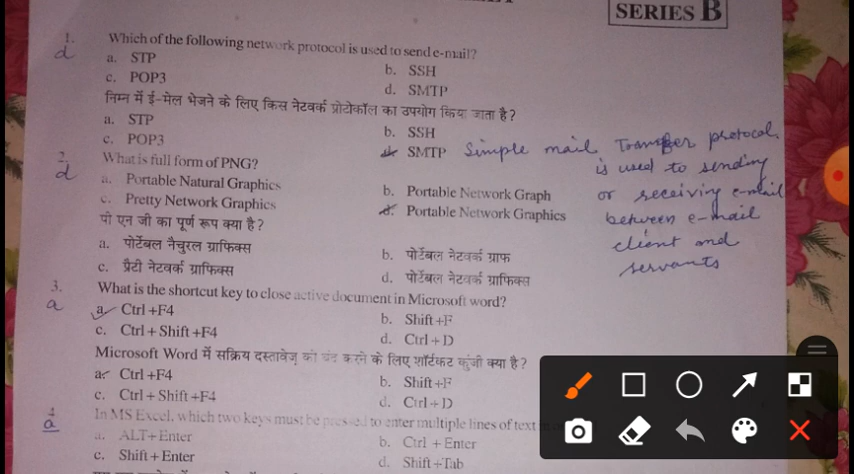 SERIES B
1. Which of the following network protocol is used to send e-mail?
d
a. STP b. SSH
c. POP3 d. SMTP
निम्न में ई-मेल भेजने के लिए किस नेटवर्क प्रोटोकॉल का उपयोग किया जाता है?
a. STP b. SSH
c. POP3 SMTP
Simple mail Transfer protocol.
is used to sending
or receiving e-mail
between e-mail
client and
servants
2. What is full form of PNG?
d
a. Portable Natural Graphics b. Portable Network Graph
c. Pretty Network Graphics d. Portable Network Graphics
पी एन जी का पूर्ण रूप क्या है?
a. पोर्टेबल नैचुरल ग्राफिक्स b. पोर्टेबल नेटवर्क ग्राफ
c. प्रैटी नेटवर्क ग्राफिक्स d. पोर्टेबल नेटवर्क ग्राफिक्स
3. What is the shortcut key to close active document in Microsoft word?
a
a. Ctrl +F4 b. Shift +F
c. Ctrl + Shift +F4 d. Ctrl + D
Microsoft Word में सक्रिय दस्तावेज़ को बंद करने के लिए शॉर्टकट कुंजी क्या है?
a. Ctrl +F4 b. Shift +F
c. Ctrl + Shift +F4 d. Ctrl + D
4. In MS Excel, which two keys must be pressed to enter multiple lines of text in
a
a. ALT+ Enter b. Ctrl + Enter
c. Shift + Enter d. Shift +Tab